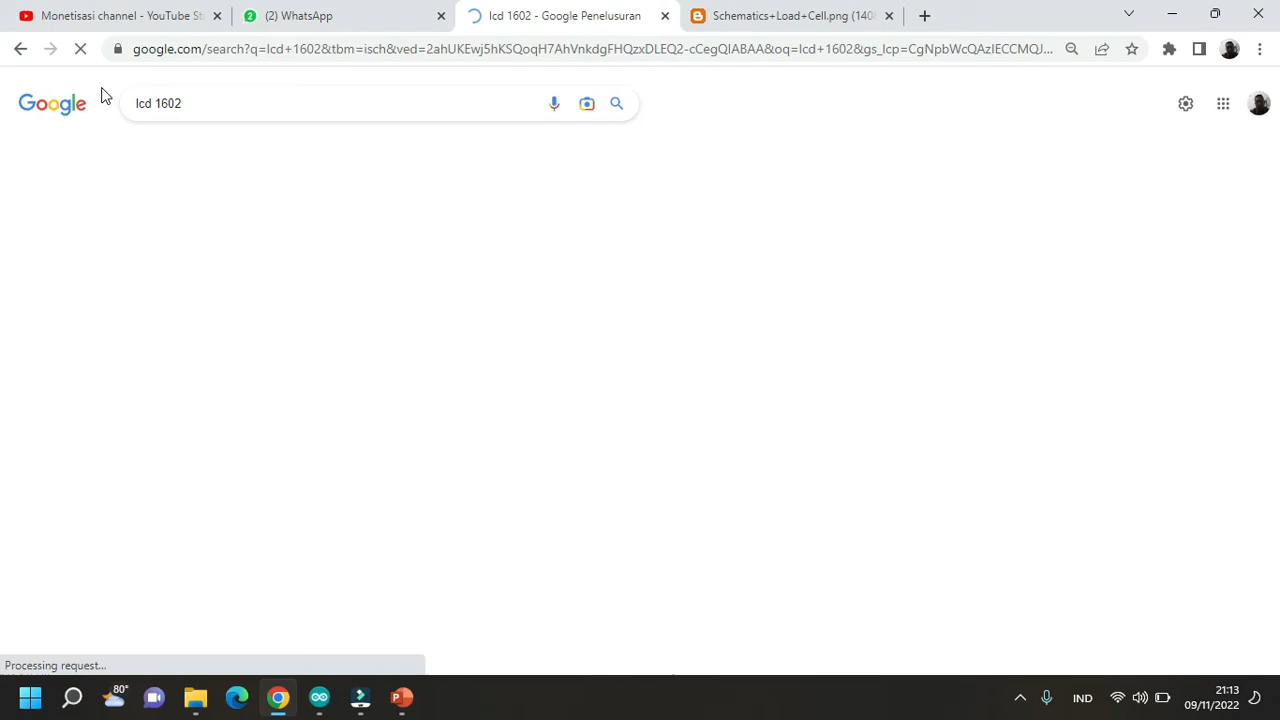 Monetisasi channel - YouTube St
(2) WhatsApp
lcd 1602 - Google Penelusuran
Schematics+Load+Cell.png (140
google.com/search?q=lcd+1602&tbm=isch&ved=2ahUKEwj5hKSQoqH7AhVnkdgFHQzxDLEQ2-cCegQIABAA&oq=lcd+1602&gs_lcp=CgNpbWcQAzIECCMQJ...
Google
lcd 1602
Processing request...
80°
IND
21:13
09/11/2022